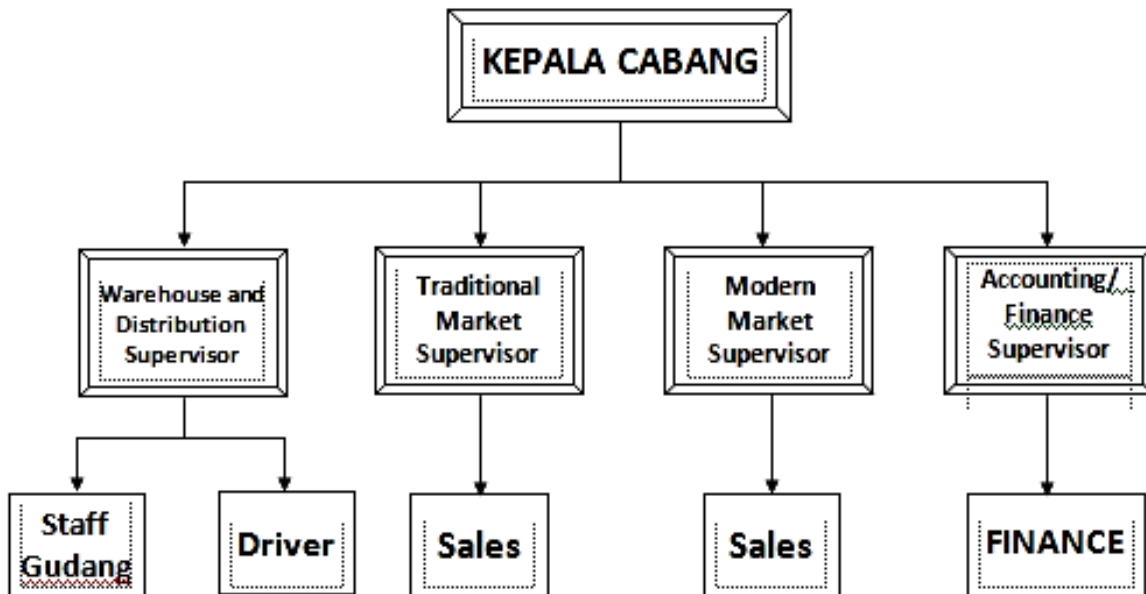 KEPALA CABANG
Warehouse and
Distribution
Supervisor
Traditional
Market
Supervisor
Modern
Market
Supervisor
Accounting/
Finance
Supervisor
Staff
Gudang
Driver
Sales
Sales
FINANCE